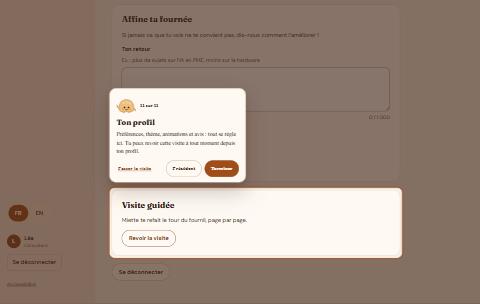 Affine ta fournée
Si jamais ce que tu vois ne te convient pas, dis-nous comment l'améliorer !
Ton retour
Ex. : plus de sujets sur l'IA en PME, moins sur le hardware
0 / 1 000
11 sur 11
Ton profil
Préférences, thème, animations et avis : tout se règle
ici. Tu peux revoir cette visite à tout moment depuis
ton profil.
Passer la visite
Précédent
Terminer
Visite guidée
Miette te refait le tour du fournil, page par page.
Revoir la visite
Se déconnecter
FR
EN
L
Léa
Se déconnecter